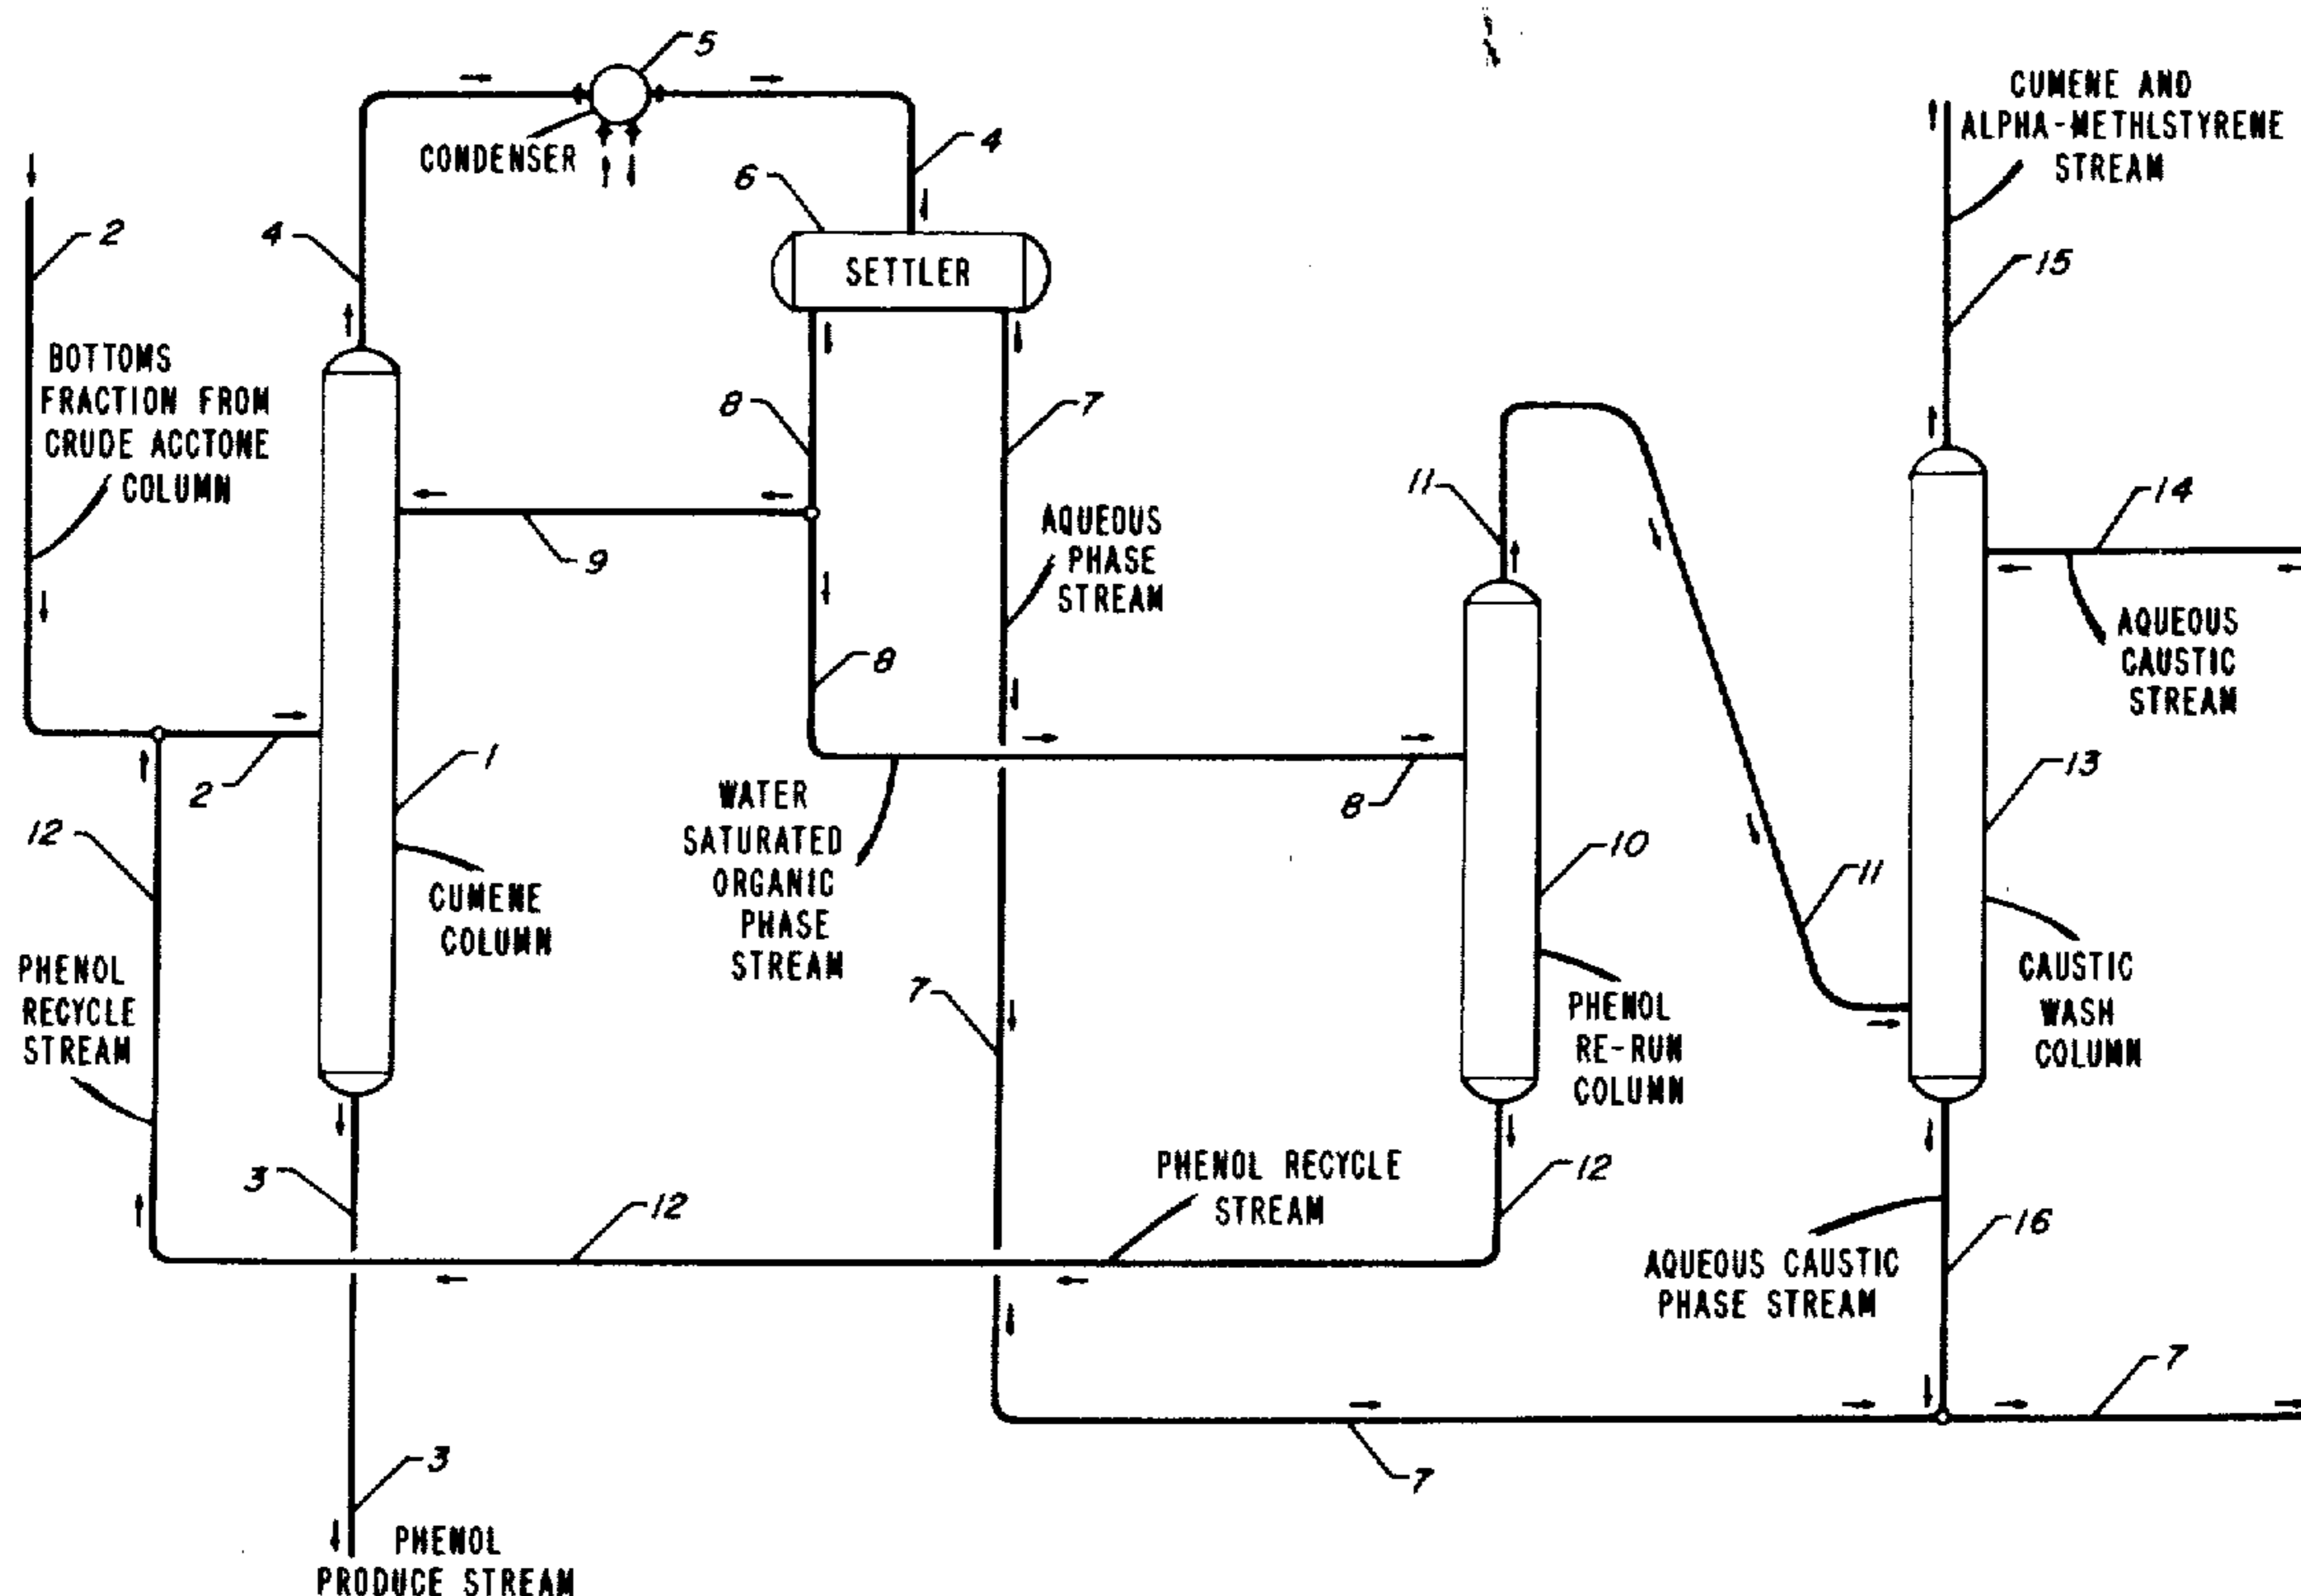 5
CONDENSER
4
6
SETTLER
2
4
BOTTOMS
FRACTION FROM
CRUDE ACCTONE
COLUMN
8
7
9
AQUEOUS
PHASE
STREAM
8
2
1
12
CUMENE
COLUMN
WATER
SATURATED
ORGANIC
PHASE
STREAM
8
PHENOL
RECYCLE
STREAM
7
3
12
PHENOL RECYCLE
STREAM
12
3
PHENOL
PRODUCE STREAM
7
11
10
11
PHENOL
RE-RUN
COLUMN
CUMENE AND
ALPHA-METHLSTYRENE
STREAM
15
14
AQUEOUS
CAUSTIC
STREAM
13
CAUSTIC
WASH
COLUMN
16
AQUEOUS CAUSTIC
PHASE STREAM
7